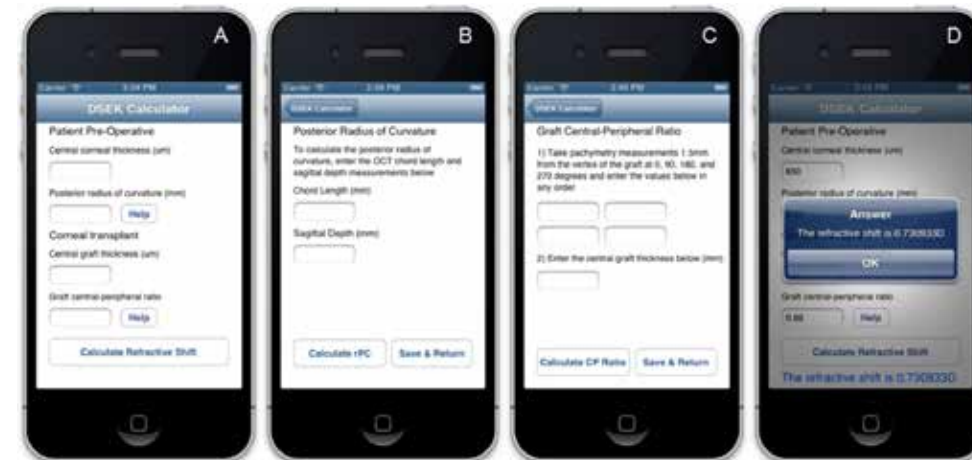 A
Carrier 2:34 PM
DSEK Calculator
Patient Pre-Operative
Central corneal thickness (um)
Posterior radius of curvature (mm)
Help
Corneal transplant
Central graft thickness (um)
Graft central-peripheral ratio
Help
Calculate Refractive Shift
B
DSEK Calculator
Posterior Radius of Curvature
To calculate the posterior radius of
curvature, enter the OCT chord length and
sagittal depth measurements below
Chord Length (mm)
Sagittal Depth (mm)
Calculate rPC
Save & Return
C
DSEK Calculator
Graft Central-Peripheral Ratio
1) Take pachymetry measurements 1.5mm
from the vertex of the graft at 0, 90, 180, and
270 degrees and enter the values below in
any order
2) Enter the central graft thickness below (mm)
Calculate CP Ratio
Save & Return
D
DSEK Calculator
Patient Pre-Operative
Central corneal thickness (um)
650
Posterior radius of curvature (mm)
Answer
The refractive shift is 0.730933D
OK
Graft central-peripheral ratio
Help
Calculate Refractive Shift
The refractive shift is 0.730933D